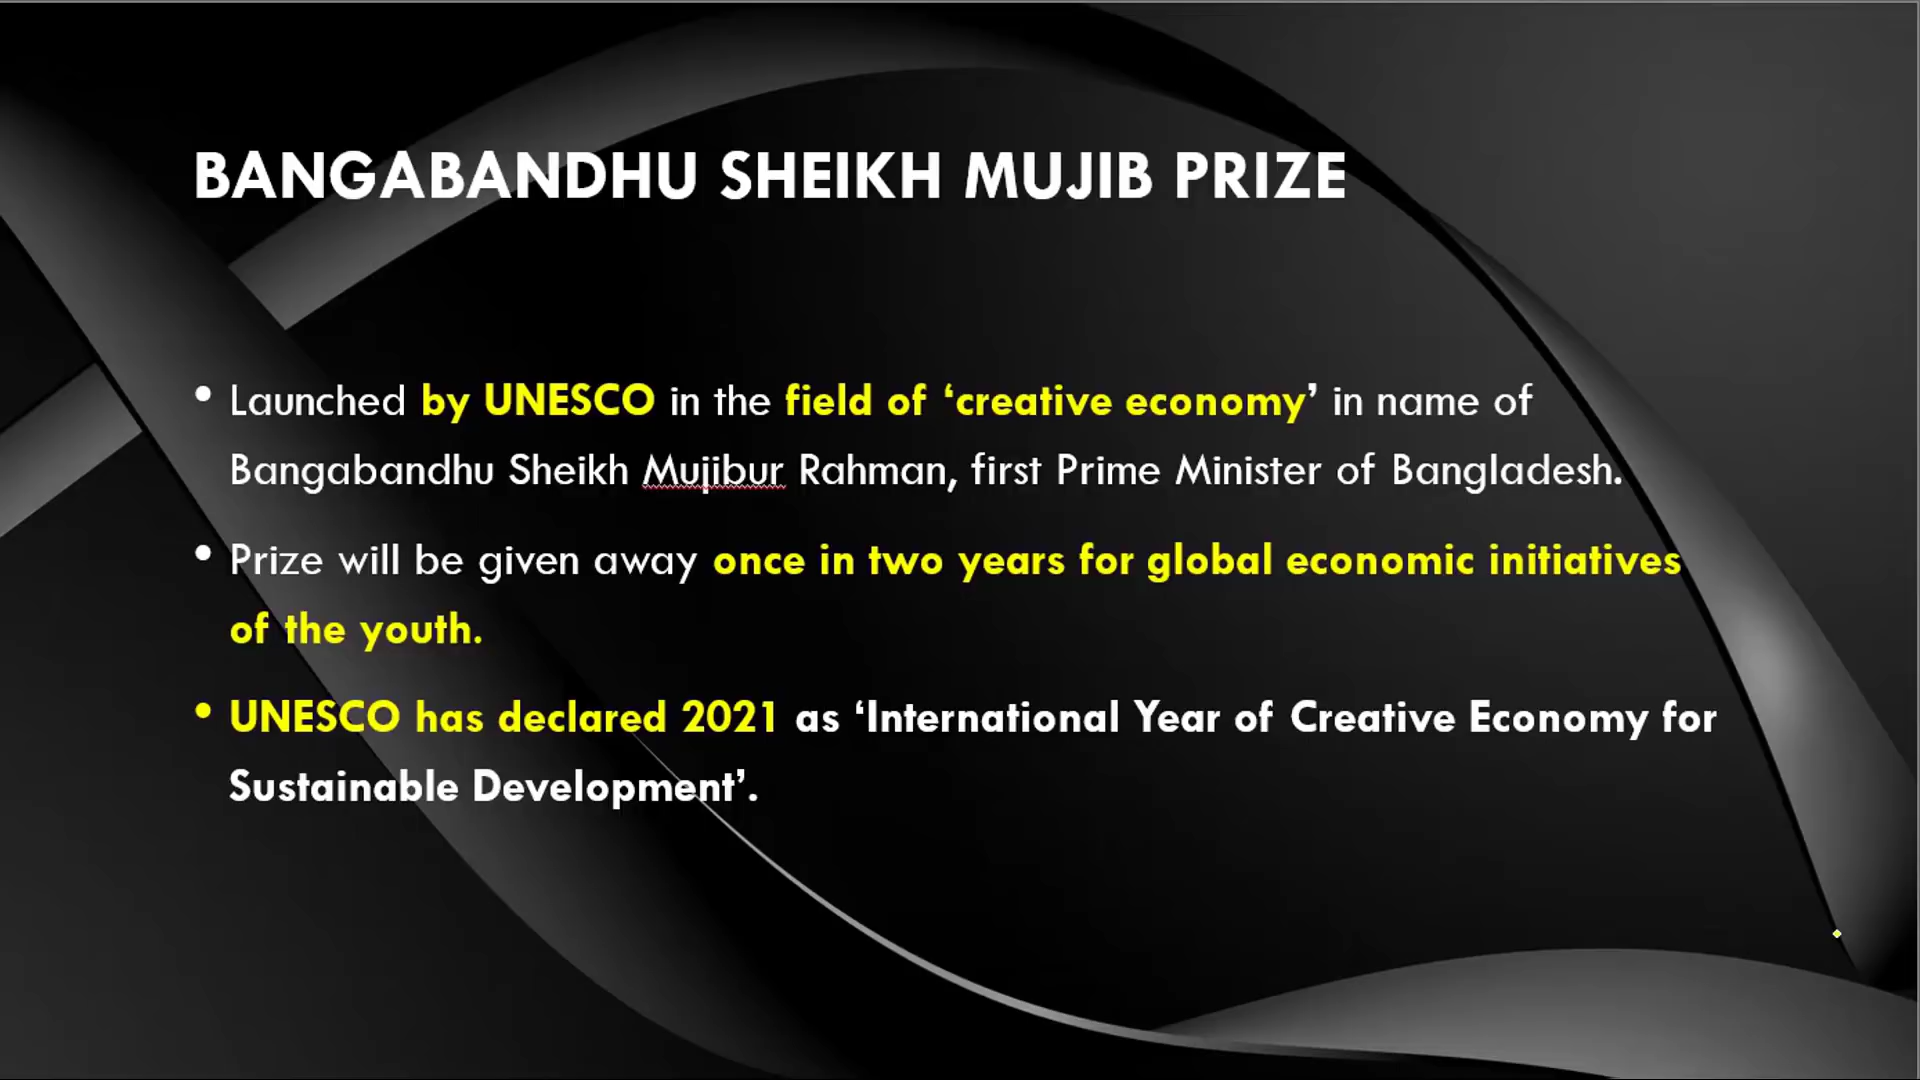 BANGABANDHU SHEIKH MUJIB PRIZE
• Launched by UNESCO in the field of ‘creative economy’ in name of
Bangabandhu Sheikh Mujibur Rahman, first Prime Minister of Bangladesh.
• Prize will be given away once in two years for global economic initiatives
of the youth.
• UNESCO has declared 2021 as ‘International Year of Creative Economy for
Sustainable Development’.